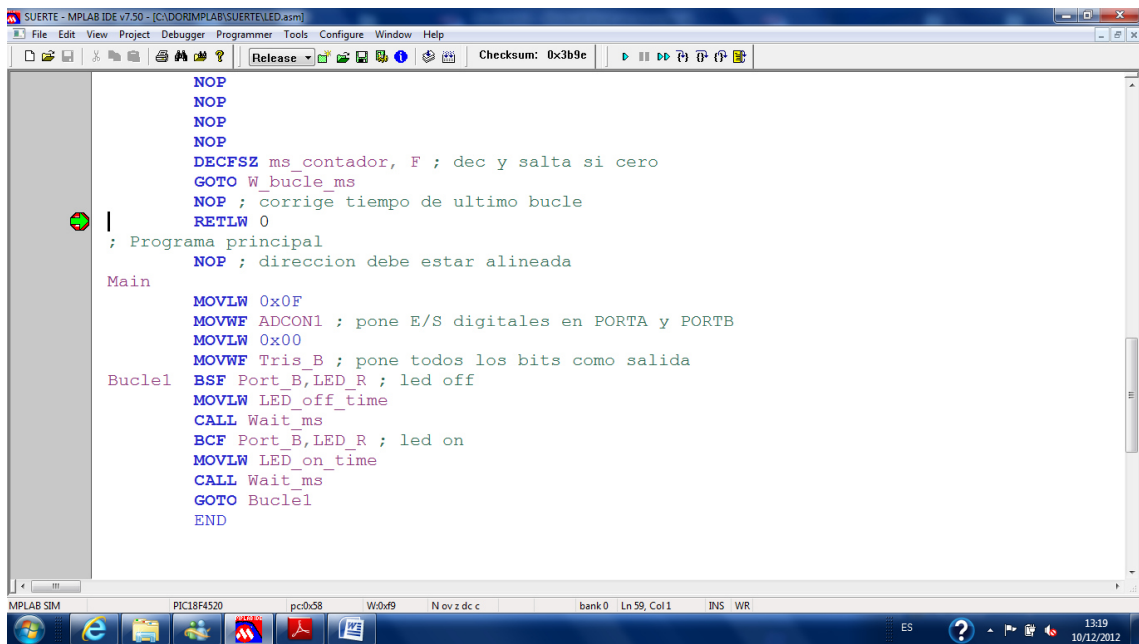 SUERTE - MPLAB IDE v7.50 - [C:\DORIMPLAB\SUERTE\LED.asm]
File Edit View Project Debugger Programmer Tools Configure Window Help
Release Checksum: 0x3b9e
NOP
NOP
NOP
NOP
DECFSZ ms_contador, F ; dec y salta si cero
GOTO W_bucle_ms
NOP ; corrige tiempo de ultimo bucle
RETLW 0
; Programa principal
NOP ; direccion debe estar alineada
Main
MOVLW 0x0F
MOVWF ADCON1 ; pone E/S digitales en PORTA y PORTB
MOVLW 0x00
MOVWF Tris_B ; pone todos los bits como salida
Bucle1 BSF Port_B,LED_R ; led off
MOVLW LED_off_time
CALL Wait_ms
BCF Port_B,LED_R ; led on
MOVLW LED_on_time
CALL Wait_ms
GOTO Bucle1
END
MPLAB SIM PIC18F4520 pc:0x58 W:0xf9 N ov z dc c bank 0 Ln 59, Col 1 INS WR
ES 13:19
10/12/2012